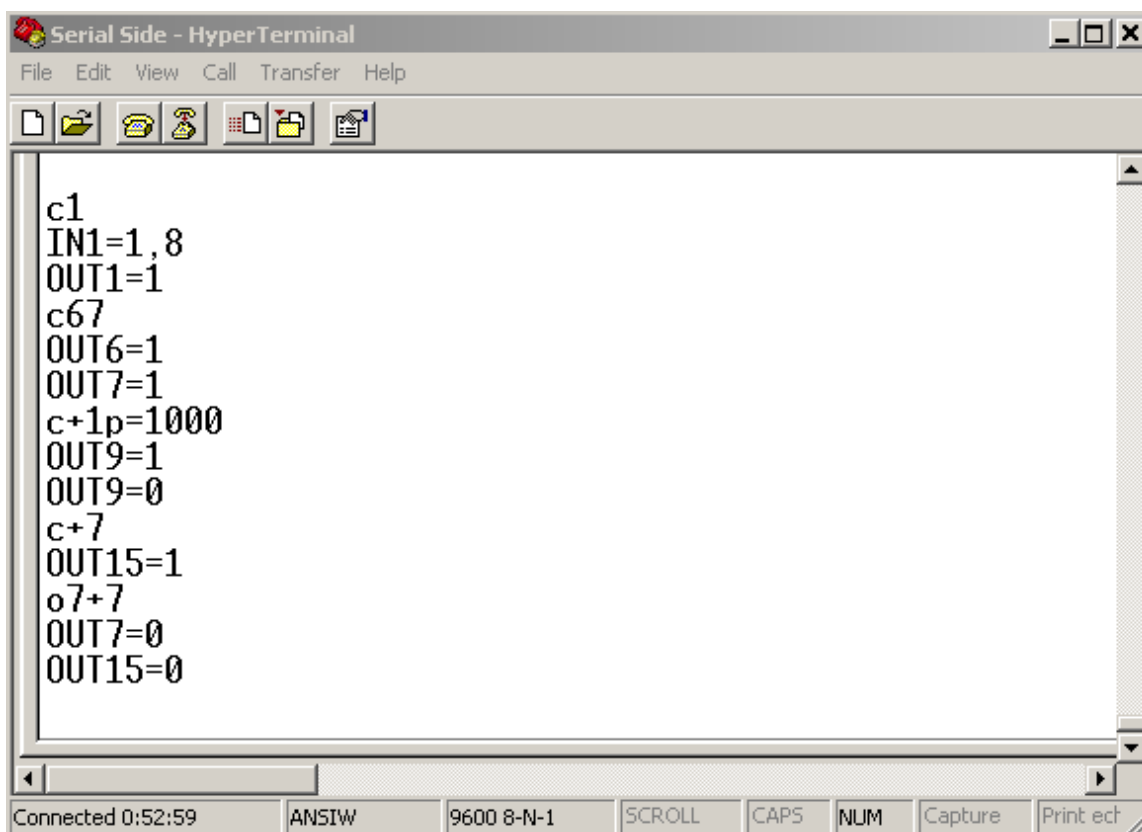 Serial Side - HyperTerminal
File Edit View Call Transfer Help
c1
IN1=1,8
OUT1=1
c67
OUT6=1
OUT7=1
c+1p=1000
OUT9=1
OUT9=0
c+7
OUT15=1
o7+7
OUT7=0
OUT15=0
Connected 0:52:59 ANSIW 9600 8-N-1 SCROLL CAPS NUM Capture Print ech